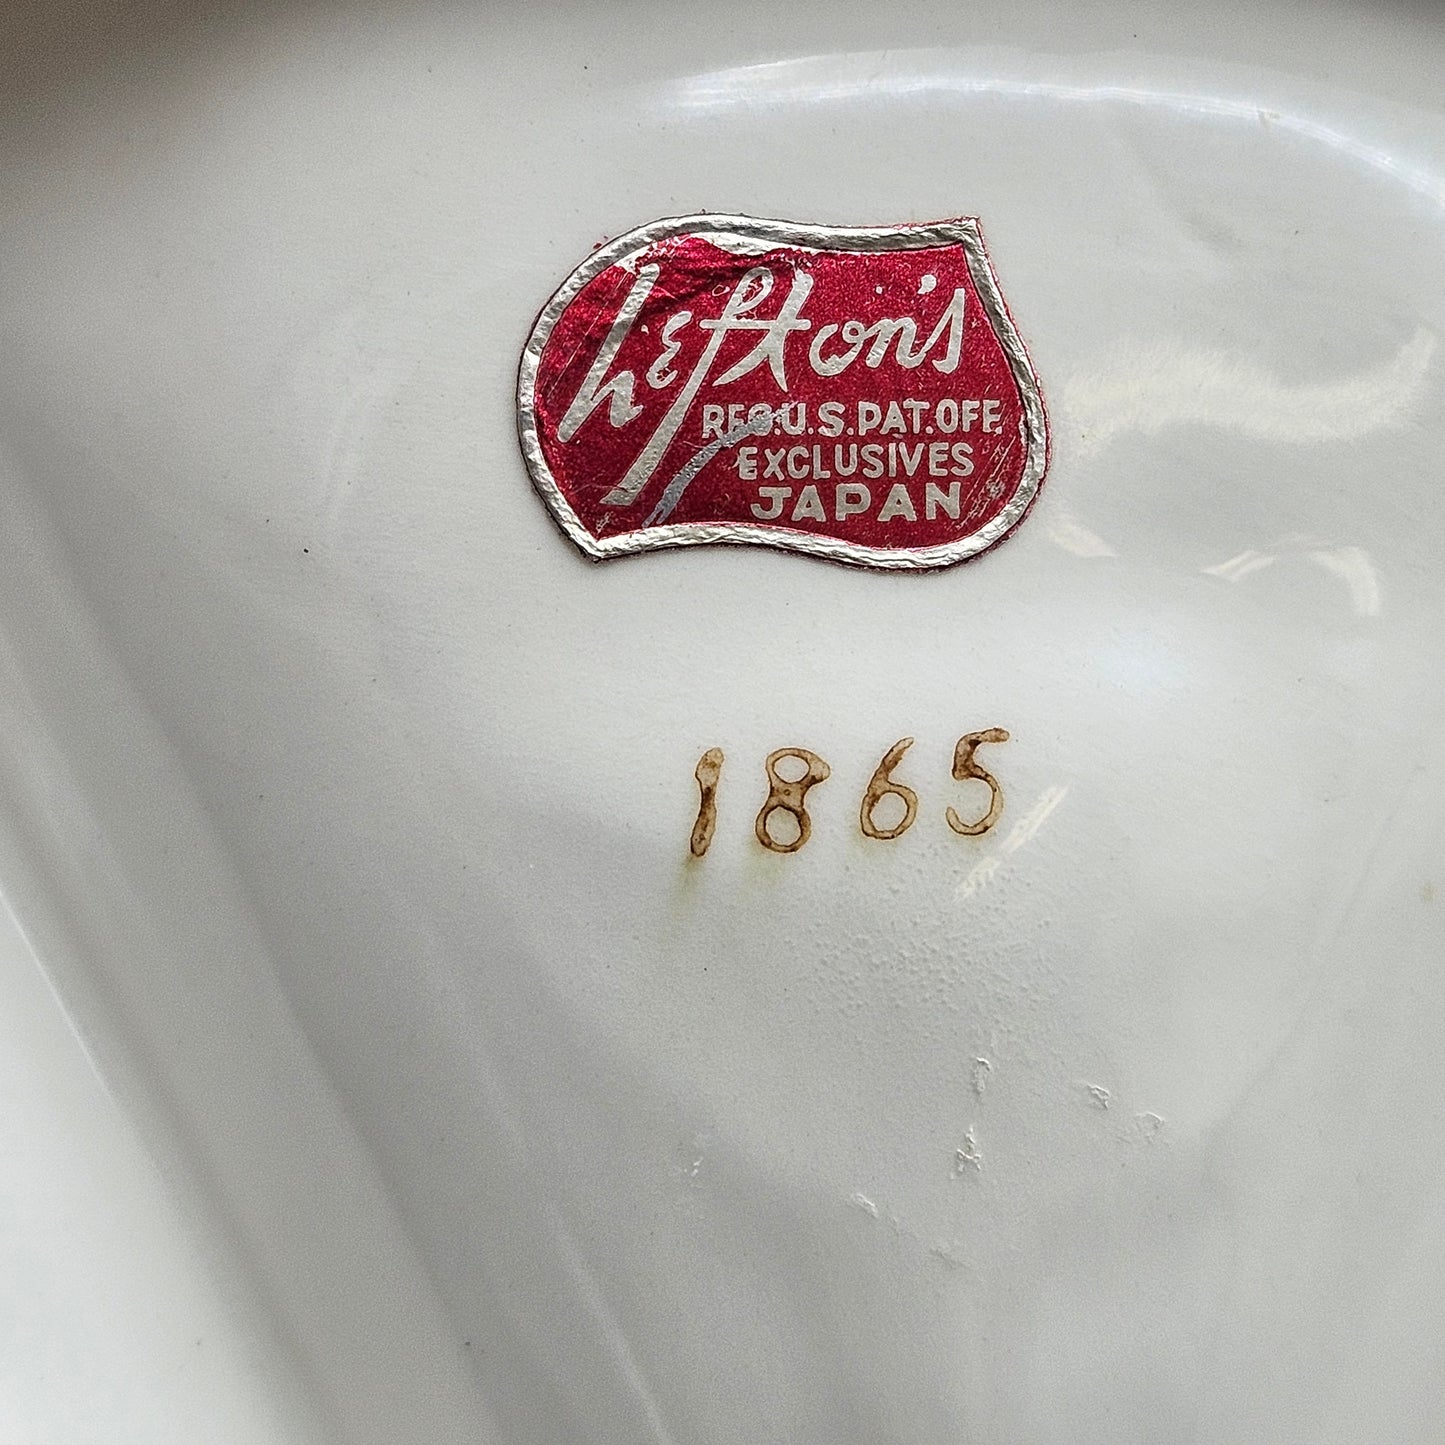 Lefton's
REG.U.S.PAT.OFF.
EXCLUSIVES
JAPAN
1865